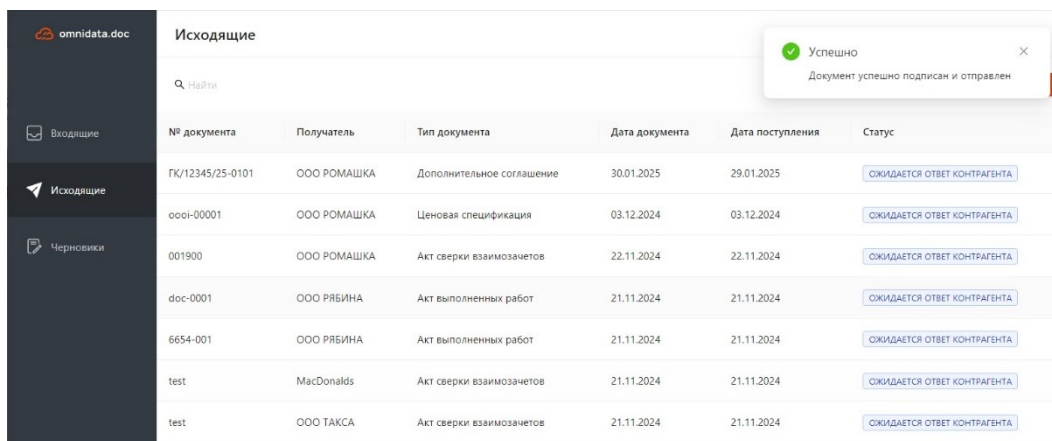 omnidata.doc
Исходящие
Успешно
Документ успешно подписан и отправлен
Найти
Входящие
Исходящие
Черновики
№ документа Получатель Тип документа Дата документа Дата поступления Статус
ГК/12345/25-0101 ООО РОМАШКА Дополнительное соглашение 30.01.2025 29.01.2025 ОЖИДАЕТСЯ ОТВЕТ КОНТРАГЕНТА
oooi-00001 ООО РОМАШКА Ценовая спецификация 03.12.2024 03.12.2024 ОЖИДАЕТСЯ ОТВЕТ КОНТРАГЕНТА
001900 ООО РОМАШКА Акт сверки взаимозачетов 22.11.2024 22.11.2024 ОЖИДАЕТСЯ ОТВЕТ КОНТРАГЕНТА
doc-0001 ООО РЯБИНА Акт выполненных работ 21.11.2024 21.11.2024 ОЖИДАЕТСЯ ОТВЕТ КОНТРАГЕНТА
6654-001 ООО РЯБИНА Акт выполненных работ 21.11.2024 21.11.2024 ОЖИДАЕТСЯ ОТВЕТ КОНТРАГЕНТА
test MacDonalds Акт сверки взаимозачетов 21.11.2024 21.11.2024 ОЖИДАЕТСЯ ОТВЕТ КОНТРАГЕНТА
test ООО ТАКСА Акт сверки взаимозачетов 21.11.2024 21.11.2024 ОЖИДАЕТСЯ ОТВЕТ КОНТРАГЕНТА